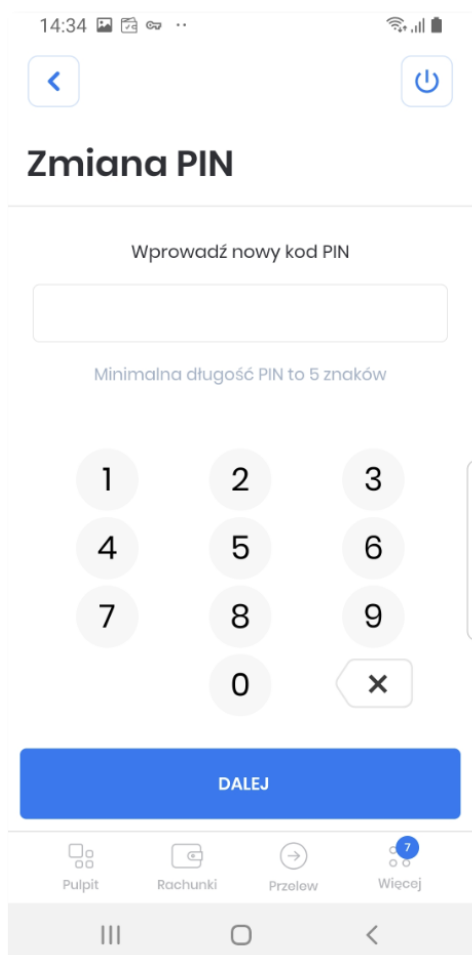 14:34
Zmiana PIN
Wprowadź nowy kod PIN
Minimalna długość PIN to 5 znaków
1 2 3
4 5 6
7 8 9
0
DALEJ
7
Pulpit Rachunki Przelew Więcej